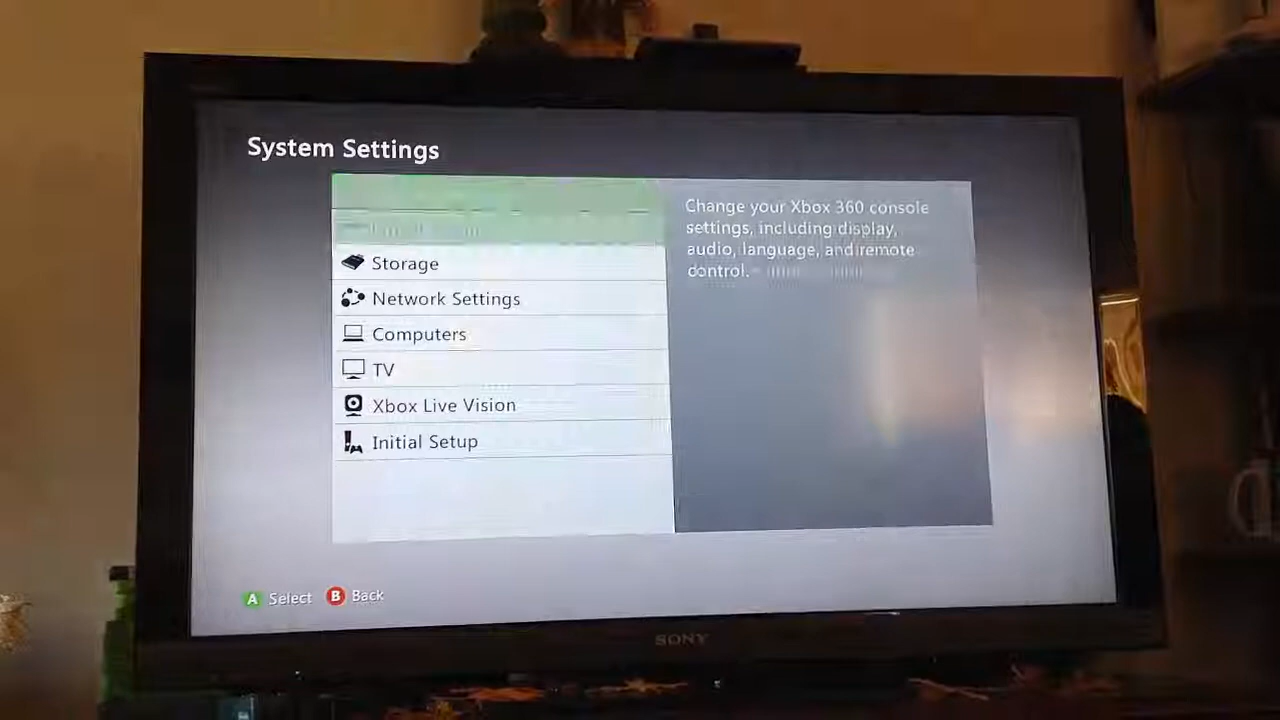 System Settings
Change your Xbox 360 console
settings, including display,
audio, language, and remote
control.
Storage
Network Settings
Computers
TV
Xbox Live Vision
Initial Setup
A Select B Back
SONY